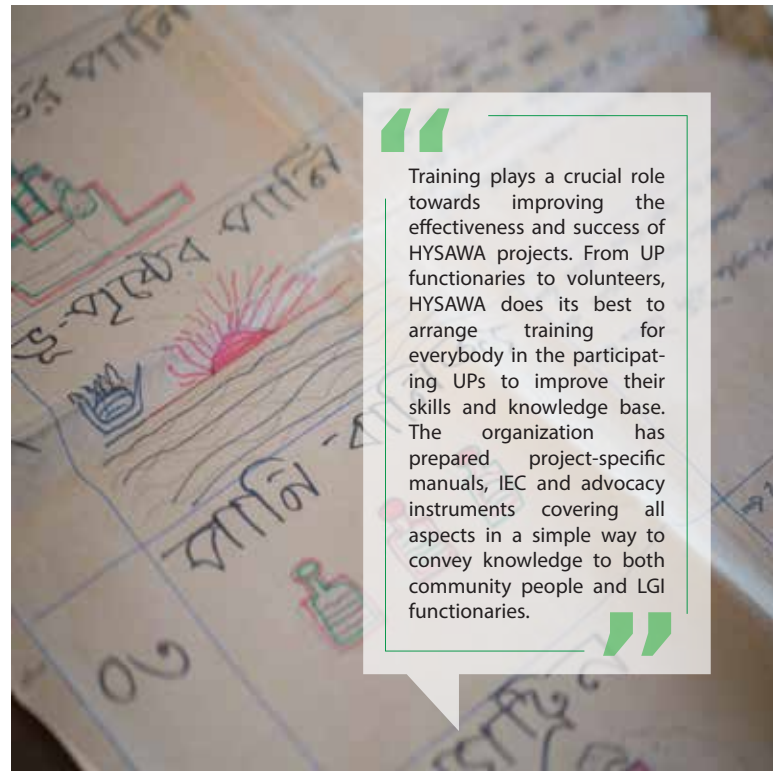 পানি
ভূ-পৃষ্ঠের পানি
Training plays a crucial role
towards improving the
effectiveness and success of
HYSAWA projects. From UP
functionaries to volunteers,
HYSAWA does its best to
arrange training for
everybody in the participat-
ing UPs to improve their
skills and knowledge base.
The organization has
prepared project-specific
manuals, IEC and advocacy
instruments covering all
aspects in a simple way to
convey knowledge to both
community people and LGI
functionaries.
পানি